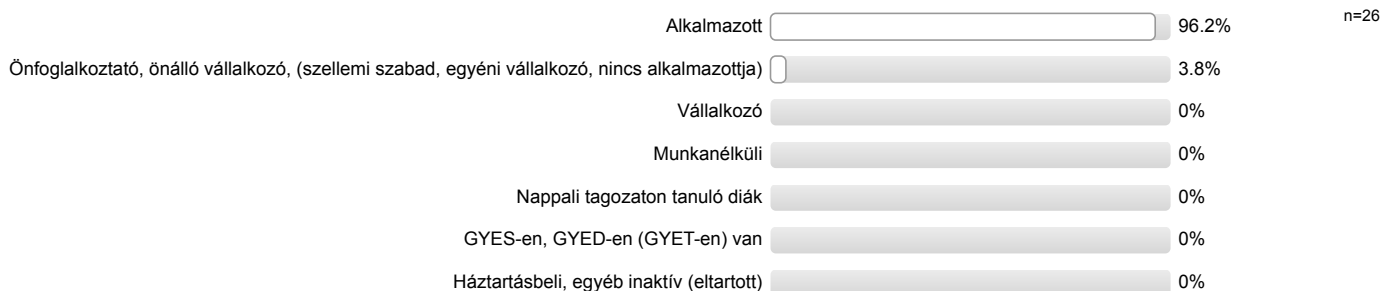 Alkalmazott 96.2% n=26
Önfoglalkoztató, önálló vállalkozó, (szellemi szabad, egyéni vállalkozó, nincs alkalmazottja) 3.8%
Vállalkozó 0%
Munkanélküli 0%
Nappali tagozaton tanuló diák 0%
GYES-en, GYED-en (GYET-en) van 0%
Háztartásbeli, egyéb inaktív (eltartott) 0%